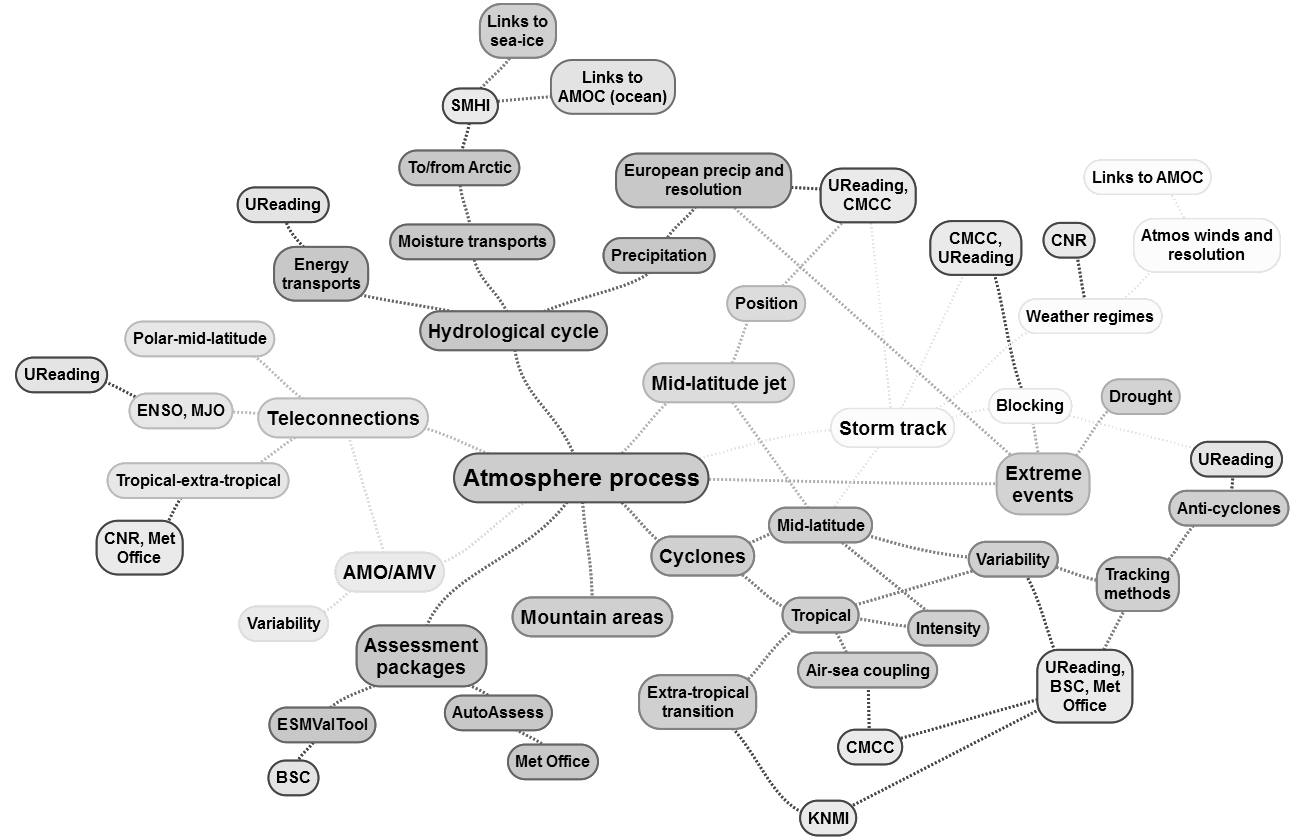 Links to
sea-ice
Links to
AMOC (ocean)
SMHI
To/from Arctic
European precip and
resolution
UReading,
CMCC
Links to AMOC
UReading
Moisture transports
Precipitation
CMCC,
UReading
CNR
Atmos winds and
resolution
Energy
transports
Position
Weather regimes
Hydrological cycle
Polar-mid-latitude
UReading
Mid-latitude jet
ENSO, MJO
Teleconnections
Storm track
Blocking
Drought
UReading
Tropical-extra-tropical
Atmosphere process
Extreme
events
Anti-cyclones
CNR, Met
Office
Mid-latitude
Cyclones
Variability
AMO/AMV
Tracking
methods
Variability
Mountain areas
Tropical
Intensity
Assessment
packages
Air-sea coupling
UReading,
BSC, Met
Office
Extra-tropical
transition
ESMValTool
AutoAssess
CMCC
Met Office
BSC
KNMI